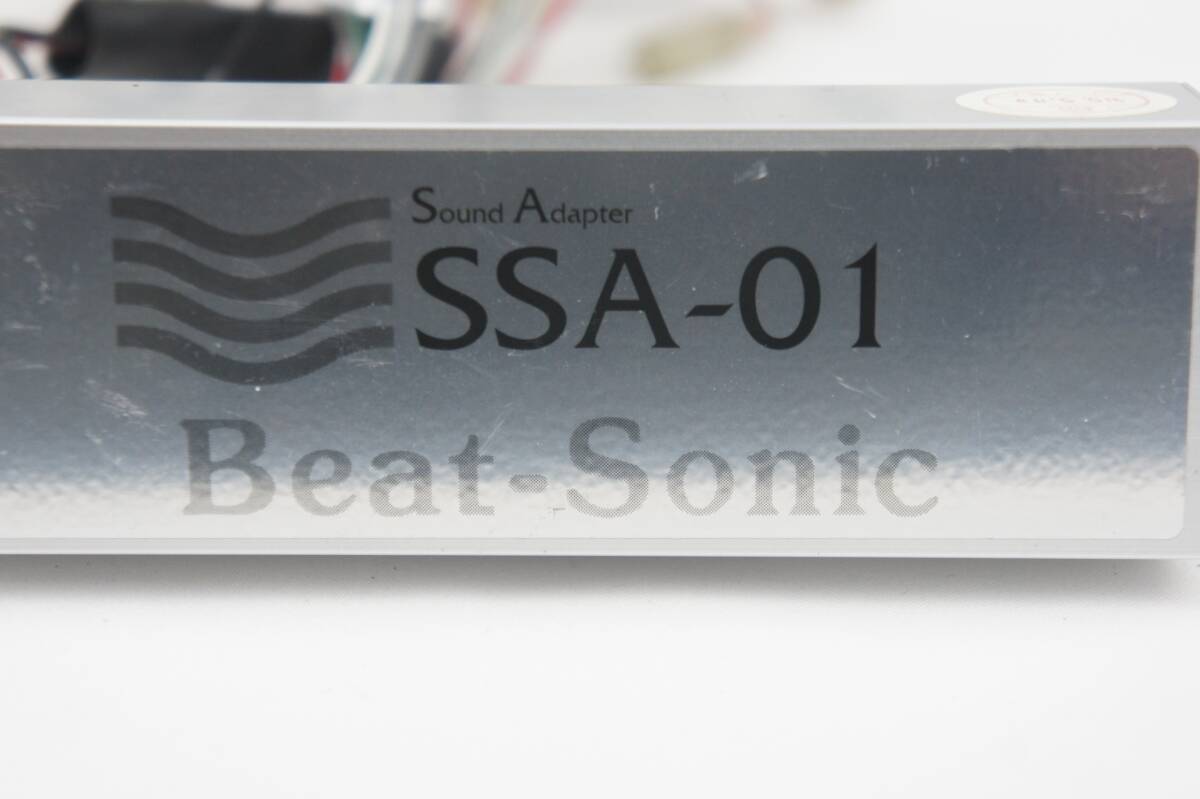 Sound Adapter
SSA-01
Beat-Sonic